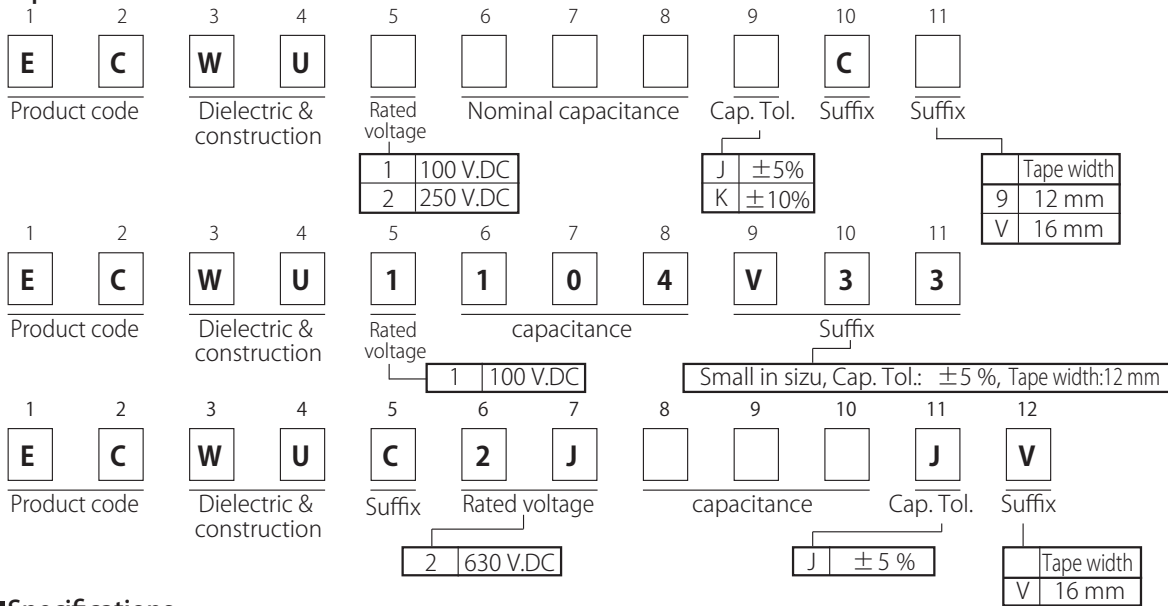 1 2 3 4 5 6 7 8 9 10 11
E C W U C
Product code Dielectric & construction Rated voltage Nominal capacitance Cap. Tol. Suffix Suffix
1 100 V.DC
2 250 V.DC
J ±5%
K ±10%
Tape width
9 12 mm
V 16 mm
1 2 3 4 5 6 7 8 9 10 11
E C W U 1 1 0 4 V 3 3
Product code Dielectric & construction Rated voltage capacitance Suffix
1 100 V.DC
Small in sizu, Cap. Tol.: ±5 %, Tape width:12 mm
1 2 3 4 5 6 7 8 9 10 11 12
E C W U C 2 J J V
Product code Dielectric & construction Suffix Rated voltage capacitance Cap. Tol. Suffix
2 630 V.DC
J ±5 %
Tape width
V 16 mm